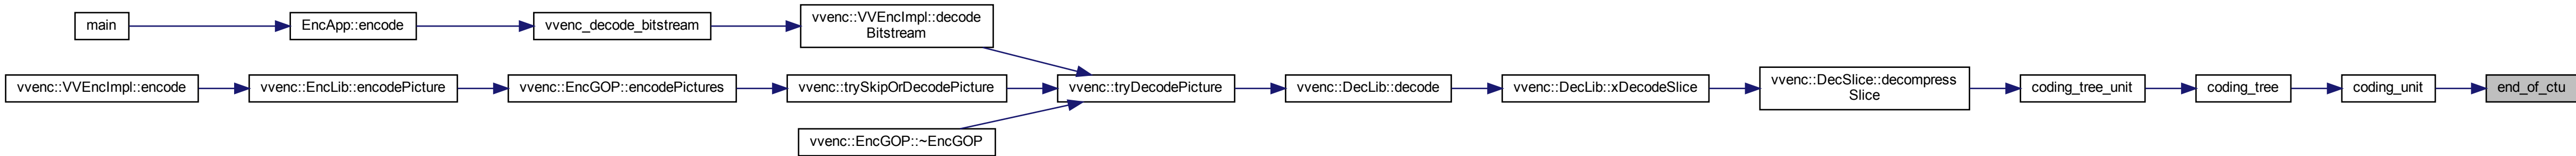 main
EncApp::encode
vvenc_decode_bitstream
vvenc::VVEncImpl::decode
Bitstream
vvenc::VVEncImpl::encode
vvenc::EncLib::encodePicture
vvenc::EncGOP::encodePictures
vvenc::trySkipOrDecodePicture
vvenc::tryDecodePicture
vvenc::DecLib::decode
vvenc::DecLib::xDecodeSlice
vvenc::DecSlice::decompress
Slice
coding_tree_unit
coding_tree
coding_unit
end_of_ctu
vvenc::EncGOP::~EncGOP